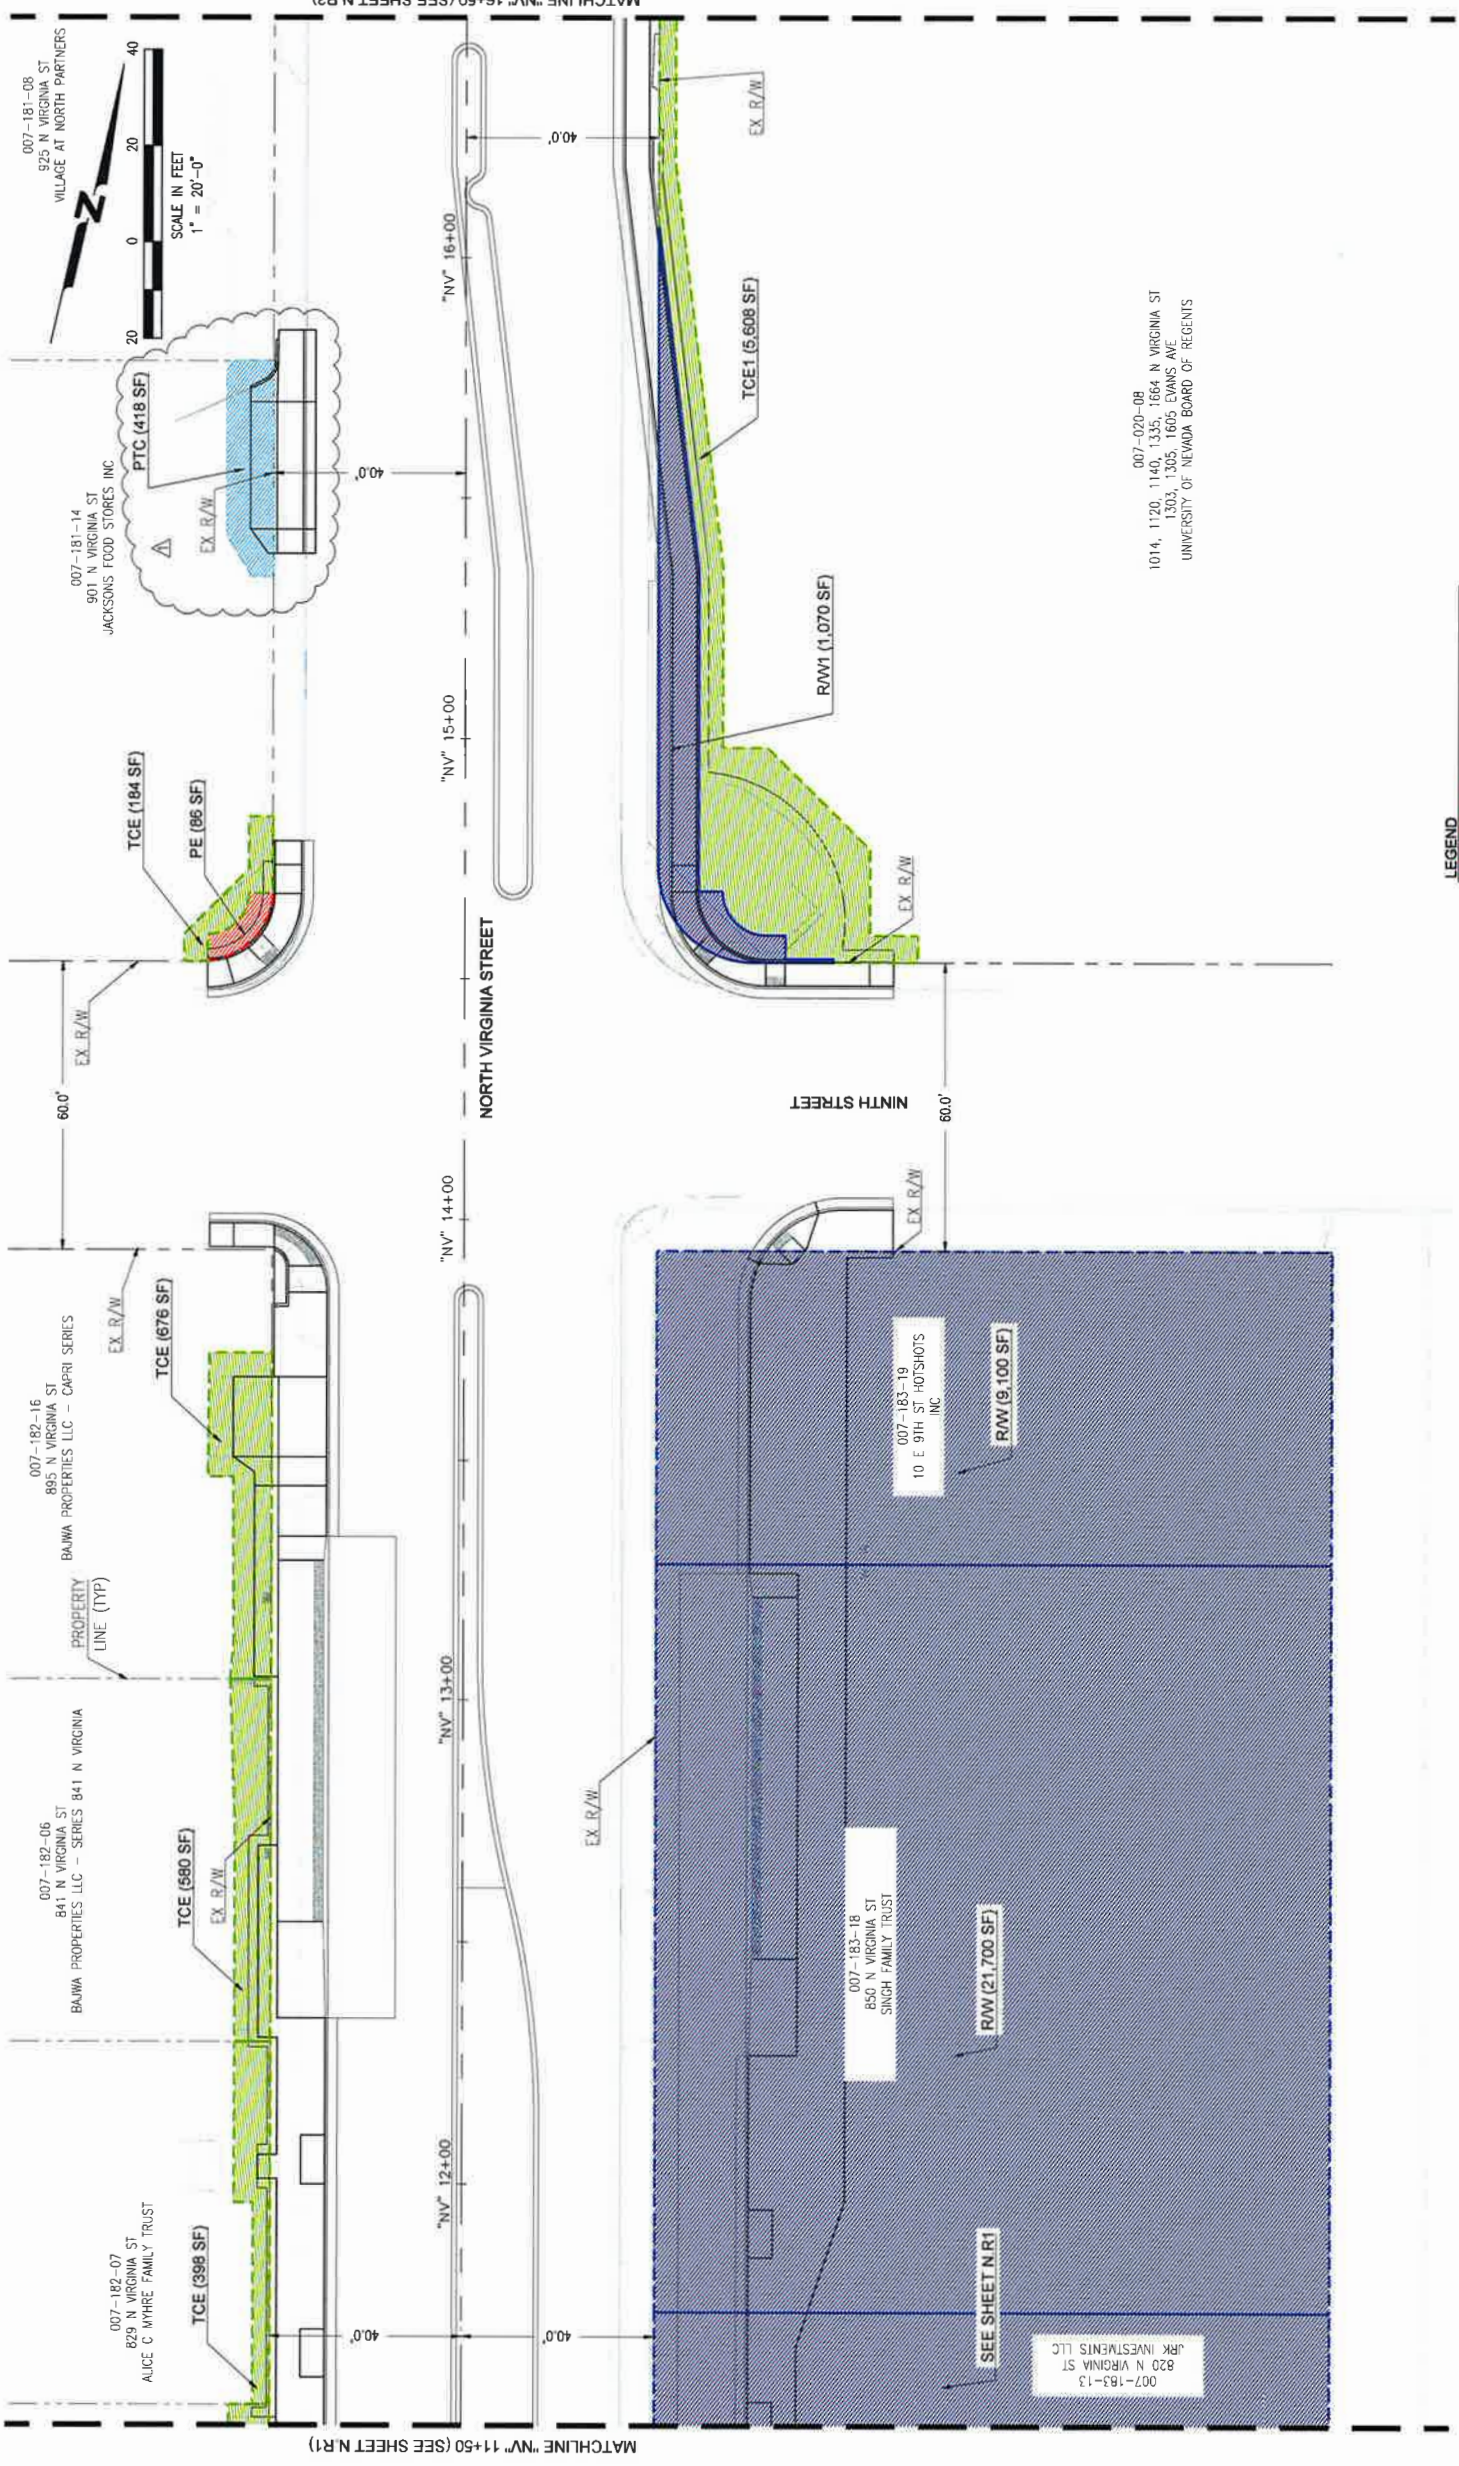 MATCHLINE "NV" 11+50 (SEE SHEET N.R1)
007-182-07
829 N VIRGINIA ST
ALICE C MYHRE FAMILY TRUST
TCE (398 SF)
007-182-06
841 N VIRGINIA ST
BAJWA PROPERTIES LLC - SERIES 841 N VIRGINIA
TCE (580 SF)
EX R/W
PROPERTY
LINE (TYP)
007-182-16
895 N VIRGINIA ST
BAJWA PROPERTIES LLC - CAPRI SERIES
TCE (676 SF)
EX R/W
60.0'
EX R/W
TCE (184 SF)
PE (86 SF)
007-181-14
901 N VIRGINIA ST
JACKSONS FOOD STORES INC
PTC (418 SF)
1
EX R/W
40.0'
007-181-08
925 N VIRGINIA ST
VILLAGE AT NORTH PARTNERS
N
20
0
20
40
SCALE IN FEET
1" = 20'-0"
40.0'
"NV" 12+00
"NV" 13+00
"NV" 14+00
NORTH VIRGINIA STREET
"NV" 15+00
"NV" 16+00
40.0'
MATCHLINE "NV" 16+50 (SEE SHEET N.R3)
40.0'
EX R/W
EX R/W
SEE SHEET N.R1
007-183-13
820 N VIRGINIA ST
JRK INVESTMENTS LLC
007-183-18
850 N VIRGINIA ST
SINGH FAMILY TRUST
R/W (21,700 SF)
007-183-19
10 E 9TH ST HOTSHOTS
INC
R/W (9,100 SF)
EX R/W
NINTH STREET
60.0'
EX R/W
R/W1 (1,070 SF)
TCE1 (5,608 SF)
007-020-08
1014, 1120, 1140, 1335, 1664 N VIRGINIA ST
1303, 1305, 1605 EVANS AVE
UNIVERSITY OF NEVADA BOARD OF REGENTS
LEGEND